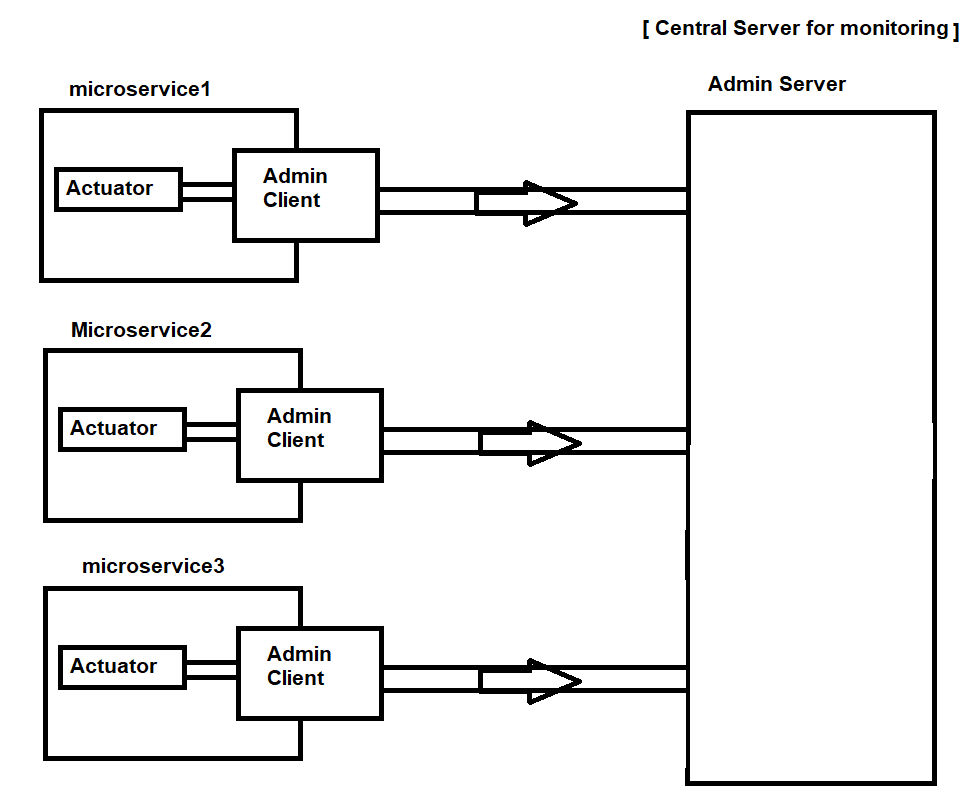 [ Central Server for monitoring ]
Admin Server
microservice1
Actuator
Admin
Client
Microservice2
Actuator
Admin
Client
microservice3
Actuator
Admin
Client